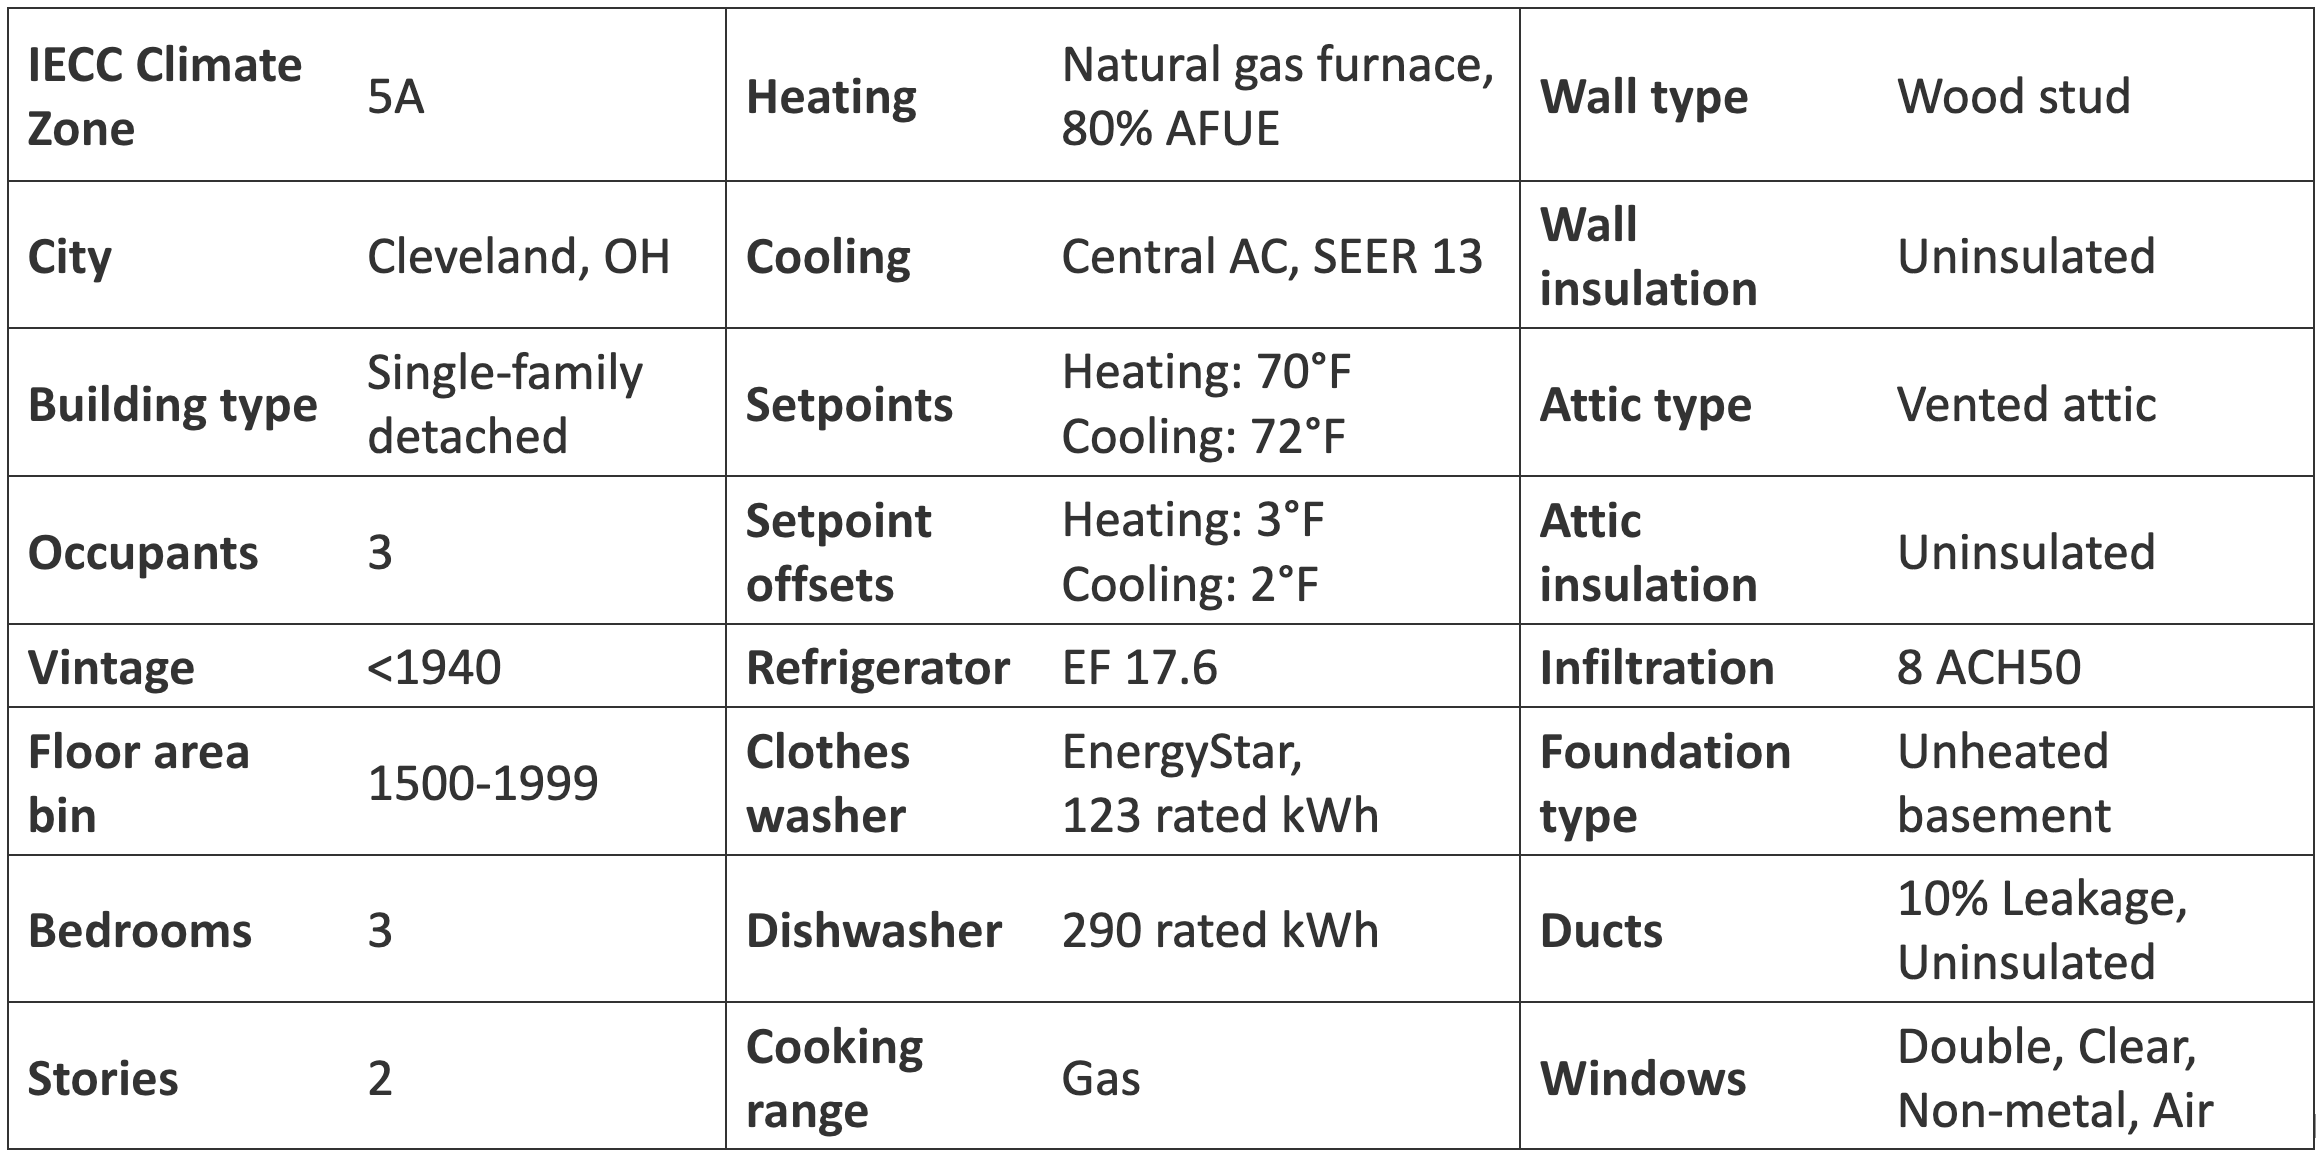 IECC Climate
Zone
5A
Heating
Natural gas furnace,
80% AFUE
Wall type
Wood stud
City
Cleveland, OH
Cooling
Central AC, SEER 13
Wall
insulation
Uninsulated
Building type
Single-family
detached
Setpoints
Heating: 70°F
Cooling: 72°F
Attic type
Vented attic
Occupants
3
Setpoint
offsets
Heating: 3°F
Cooling: 2°F
Attic
insulation
Uninsulated
Vintage
<1940
Refrigerator
EF 17.6
Infiltration
8 ACH50
Floor area
bin
1500-1999
Clothes
washer
EnergyStar,
123 rated kWh
Foundation
type
Unheated
basement
Bedrooms
3
Dishwasher
290 rated kWh
Ducts
10% Leakage,
Uninsulated
Stories
2
Cooking
range
Gas
Windows
Double, Clear,
Non-metal, Air